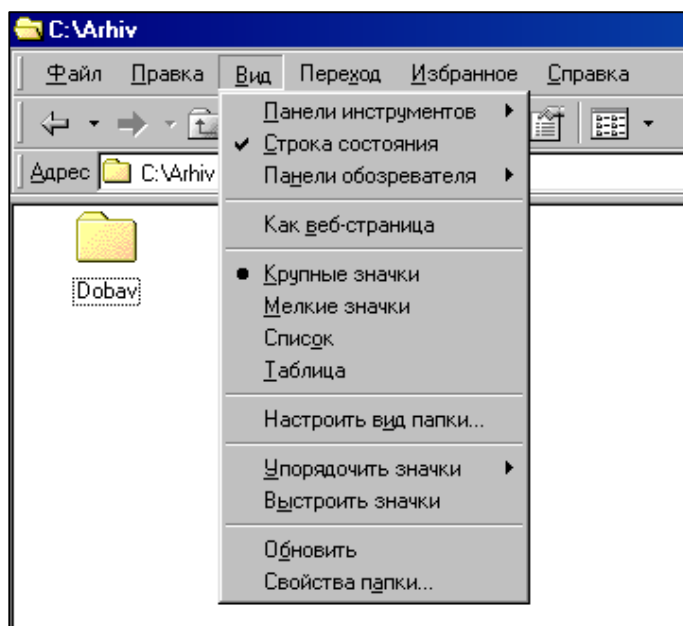 C:\Arhiv
Файл Правка Вид Переход Избранное Справка
Панели инструментов
Строка состояния
Адрес C:\Arhiv
Панели обозревателя
Как веб-страница
Dobav
Крупные значки
Мелкие значки
Список
Таблица
Настроить вид папки...
Упорядочить значки
Выстроить значки
Обновить
Свойства папки...